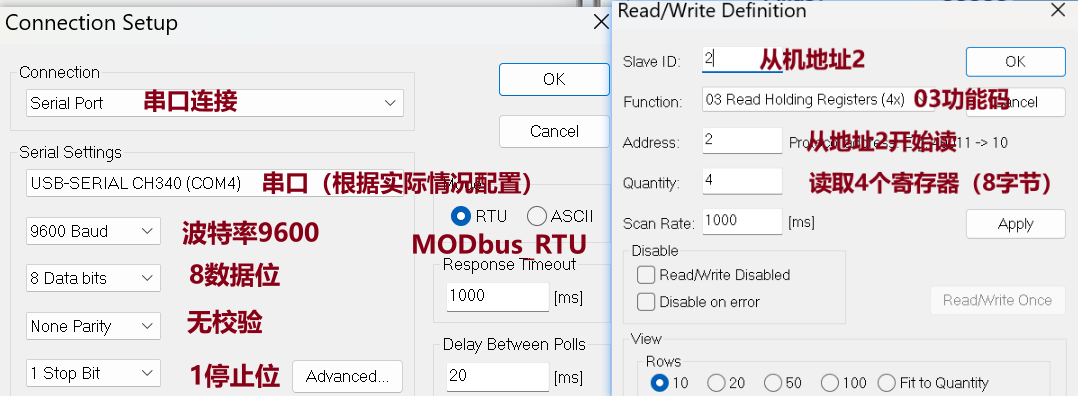 Connection Setup
Connection
Serial Port 串口连接
OK
Cancel
Serial Settings
USB-SERIAL CH340 (COM4) 串口（根据实际情况配置）
9600 Baud 波特率9600
RTU ASCII
MODbus_RTU
8 Data bits 8数据位
Response Timeout
1000 [ms]
None Parity 无校验
Delay Between Polls
1 Stop Bit 1停止位 Advanced...
20 [ms]
Read/Write Definition
Slave ID: 2 从机地址2 OK
Function: 03 Read Holding Registers (4x) 03功能码
Address: 2 从地址2开始读 11 -> 10
Quantity: 4 读取4个寄存器（8字节）
Scan Rate: 1000 [ms] Apply
Disable
Read/Write Disabled
Disable on error
Read/Write Once
View
Rows
10 20 50 100 Fit to Quantity